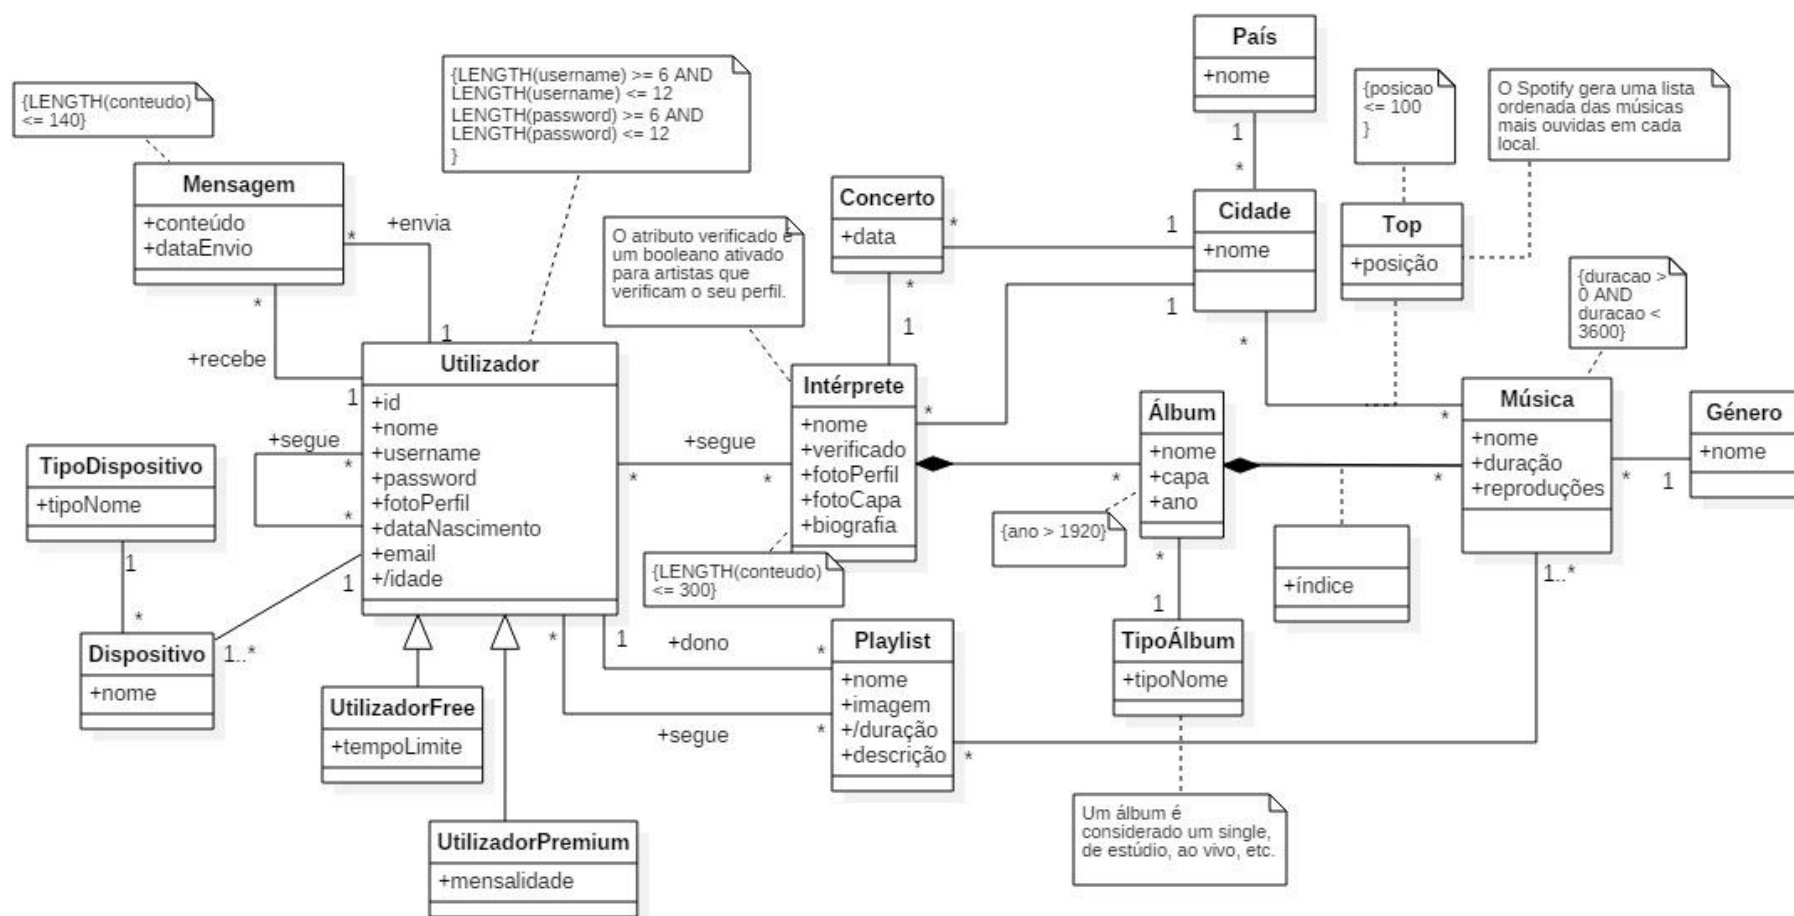 País
+nome
{LENGTH(username) >= 6 AND
LENGTH(username) <= 12
LENGTH(password) >= 6 AND
LENGTH(password) <= 12
}
{LENGTH(conteudo)
<= 140}
{posicao
<= 100
}
O Spotify gera uma lista
ordenada das músicas
mais ouvidas em cada
local.
1
*
Mensagem
+conteúdo
+dataEnvio
+envia
*
*
1
+recebe
1
O atributo verificado é
um booleano ativado
para artistas que
verificam o seu perfil.
Concerto
+data
*
1
*
1
Cidade
+nome
1
*
Top
+posição
{duracao >
0 AND
duracao <
3600}
Utilizador
+id
+nome
+username
+password
+fotoPerfil
+dataNascimento
+email
+/idade
+segue
*
*
+segue
*
*
Intérprete
+nome
+verificado
+fotoPerfil
+fotoCapa
+biografia
*
*
{LENGTH(conteudo)
<= 300}
Álbum
+nome
+capa
+ano
{ano > 1920}
*
1
*
*
Música
+nome
+duração
+reproduções
*
1
Género
+nome
+índice
1..*
TipoDispositivo
+tipoNome
1
*
1
1..*
Dispositivo
+nome
UtilizadorFree
+tempoLimite
UtilizadorPremium
+mensalidade
*
1
+dono
*
+segue
*
Playlist
+nome
+imagem
+/duração
+descrição
*
TipoÁlbum
+tipoNome
Um álbum é
considerado um single,
de estúdio, ao vivo, etc.